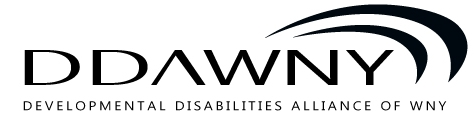 DDAWNY
DEVELOPMENTAL DISABILITIES ALLIANCE OF WNY